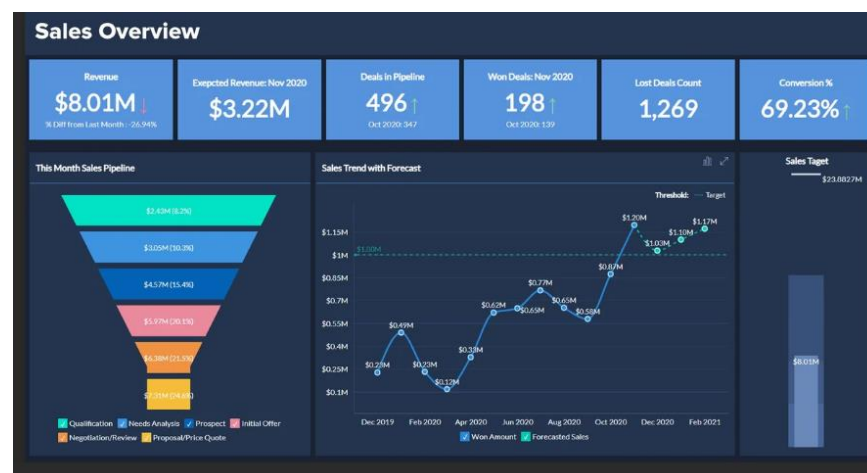 Sales Overview
Revenue
$8.01M ↓
% Diff from Last Month : -26.94%
Exepcted Revenue: Nov 2020
$3.22M
Deals in Pipeline
496 ↑
Oct 2020: 347
Won Deals: Nov 2020
198 ↑
Oct 2020: 139
Lost Deals Count
1,269
Conversion %
69.23% ↑
This Month Sales Pipeline
$2.43M (8.2%)
$3.05M (10.3%)
$4.57M (15.4%)
$5.97M (20.1%)
$6.38M (21.5%)
$7.31M (24.6%)
Qualification Needs Analysis Prospect Initial Offer
Negotiation/Review Proposal/Price Quote
Sales Trend with Forecast
Threshold: Target
$1.15M
$1M
$0.85M
$0.7M
$0.55M
$0.4M
$0.25M
$0.1M
$1.00M
$0.49M
$0.23M
$0.12M
$0.33M
$0.62M
$0.65M
$0.77M
$0.65M
$0.58M
$0.87M
$1.20M
$1.03M
$1.10M
$1.17M
Dec 2019 Feb 2020 Apr 2020 Jun 2020 Aug 2020 Oct 2020 Dec 2020 Feb 2021
Won Amount Forecasted Sales
Sales Taget
$23.0827M
$8.01M